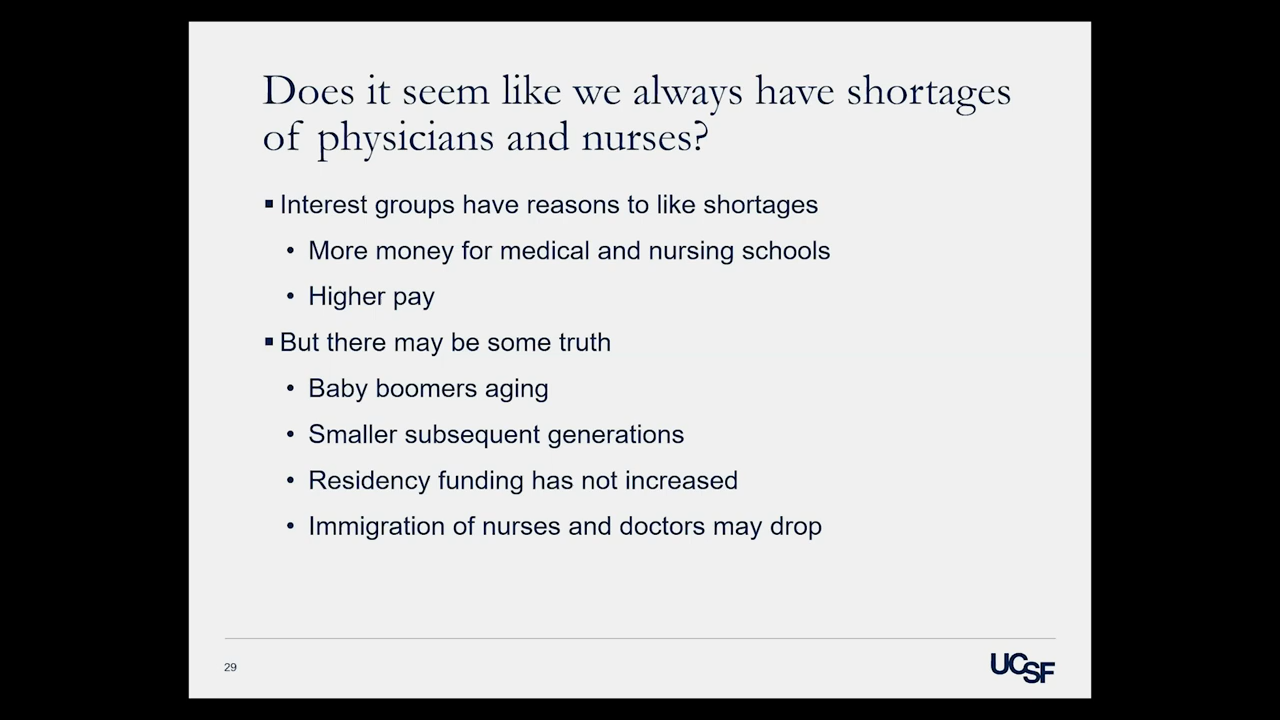 Does it seem like we always have shortages
of physicians and nurses?
▪ Interest groups have reasons to like shortages
• More money for medical and nursing schools
• Higher pay
▪ But there may be some truth
• Baby boomers aging
• Smaller subsequent generations
• Residency funding has not increased
• Immigration of nurses and doctors may drop
29
UCSF